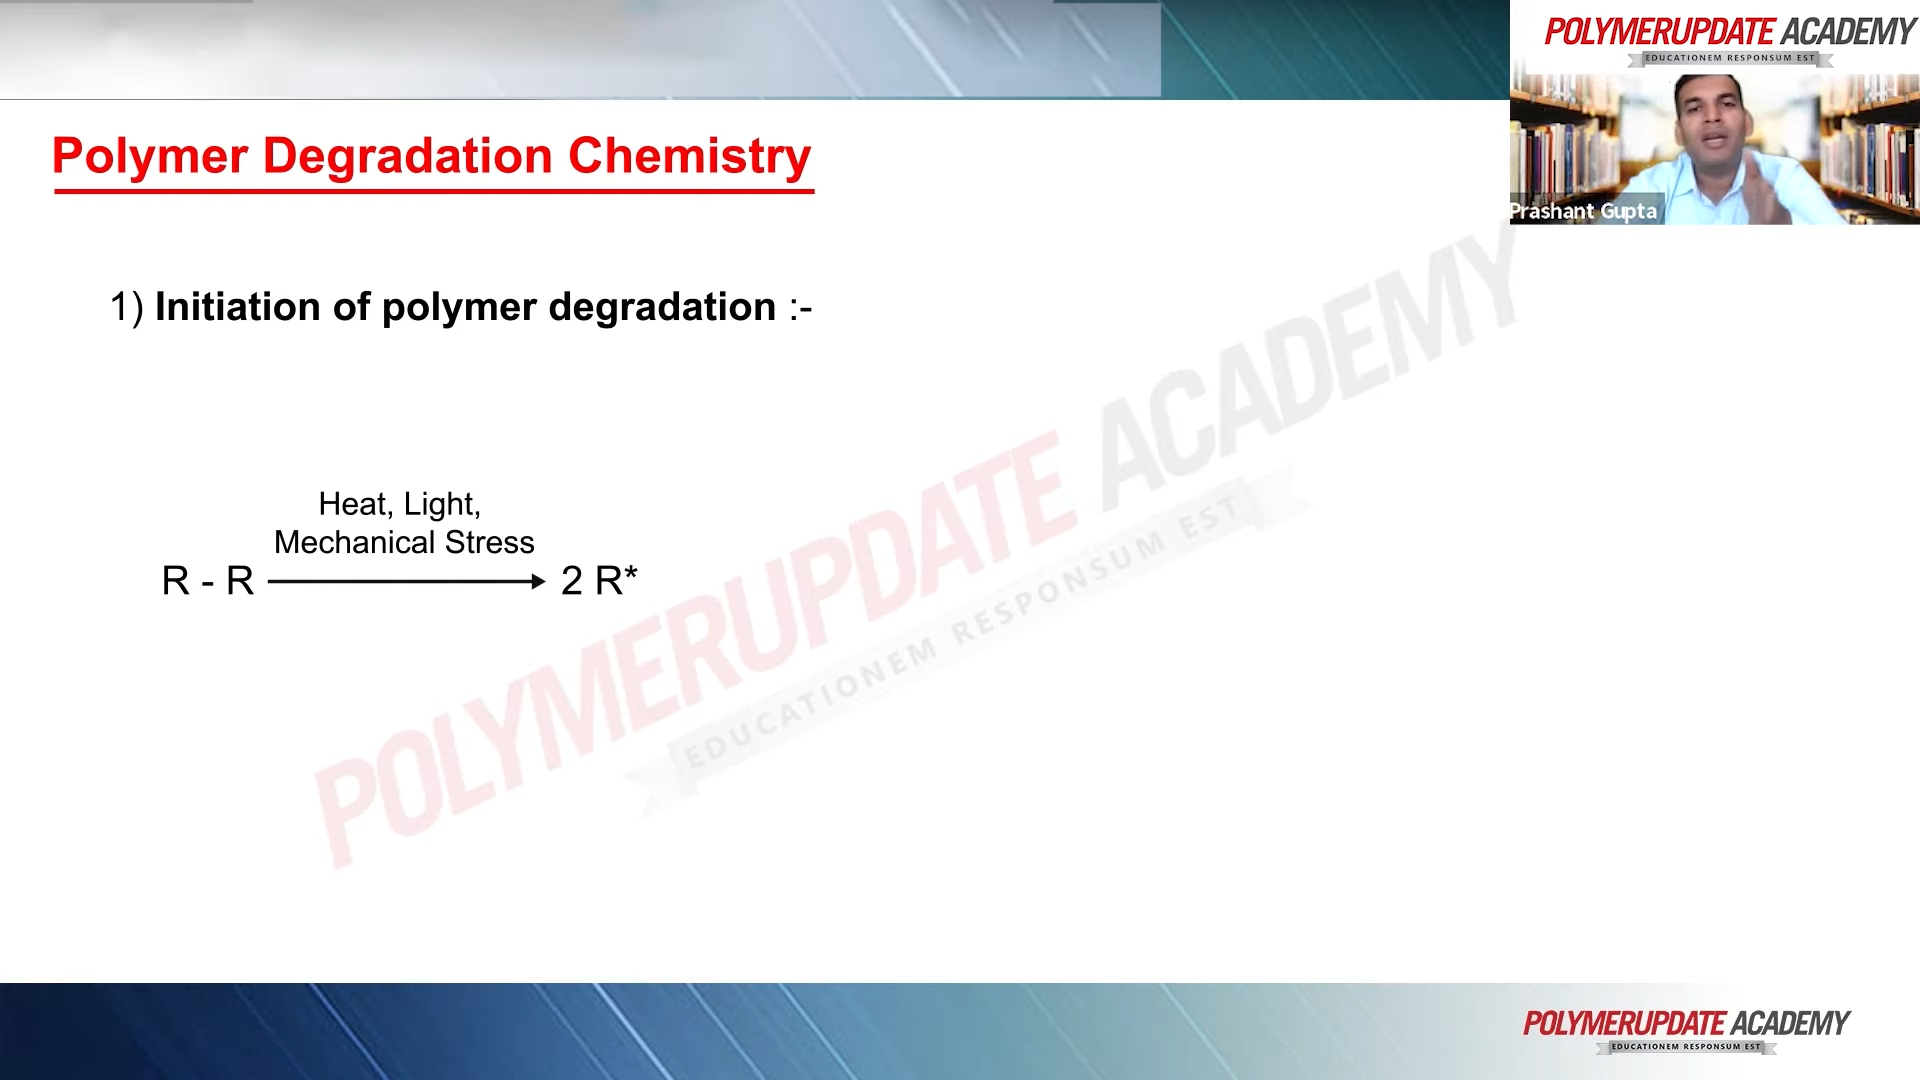 POLYMERUPDATE ACADEMY
EDUCATIONEM RESPONSUM EST
Prashant Gupta
Polymer Degradation Chemistry
1) Initiation of polymer degradation :-
Heat, Light,
Mechanical Stress
R - R 2 R*
POLYMERUPDATE ACADEMY
EDUCATIONEM RESPONSUM EST
POLYMERUPDATE ACADEMY
EDUCATIONEM RESPONSUM EST